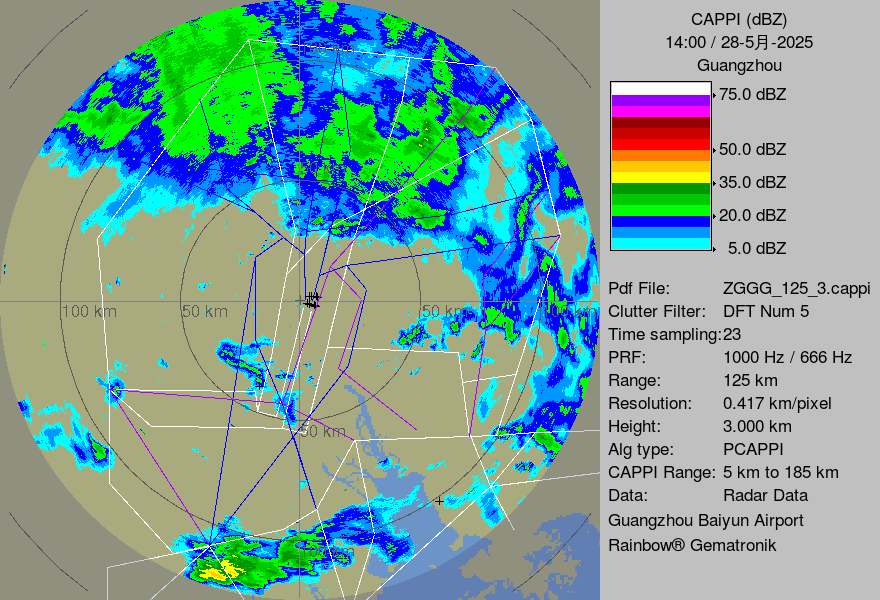 CAPPI (dBZ)
14:00 / 28-5月-2025
Guangzhou
75.0 dBZ
50.0 dBZ
35.0 dBZ
20.0 dBZ
5.0 dBZ
100 km
50 km
50 km
100 km
50 km
Pdf File: ZGGG_125_3.cappi
Clutter Filter: DFT Num 5
Time sampling:23
PRF: 1000 Hz / 666 Hz
Range: 125 km
Resolution: 0.417 km/pixel
Height: 3.000 km
Alg type: PCAPPI
CAPPI Range: 5 km to 185 km
Data: Radar Data
Guangzhou Baiyun Airport
Rainbow® Gematronik